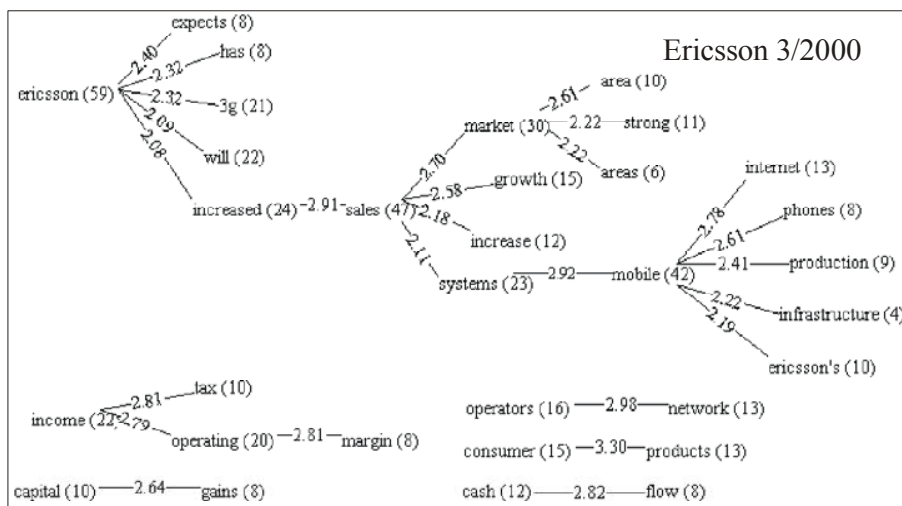 Ericsson 3/2000
expects (8)
2.40
has (8)
2.32
ericsson (59)
2.32
3g (21)
2.09
will (22)
2.08
increased (24) 2.91 sales (47)
2.70
market (30)
2.61
area (10)
2.22
strong (11)
2.22
areas (6)
2.58
growth (15)
2.18
increase (12)
2.11
systems (23) 2.92 mobile (42)
2.78
internet (13)
2.61
phones (8)
2.41
production (9)
2.22
infrastructure (4)
2.19
ericsson's (10)
income (22)
2.81
tax (10)
2.79
operating (20) 2.81 margin (8)
capital (10) 2.64 gains (8)
operators (16) 2.98 network (13)
consumer (15) 3.30 products (13)
cash (12) 2.82 flow (8)